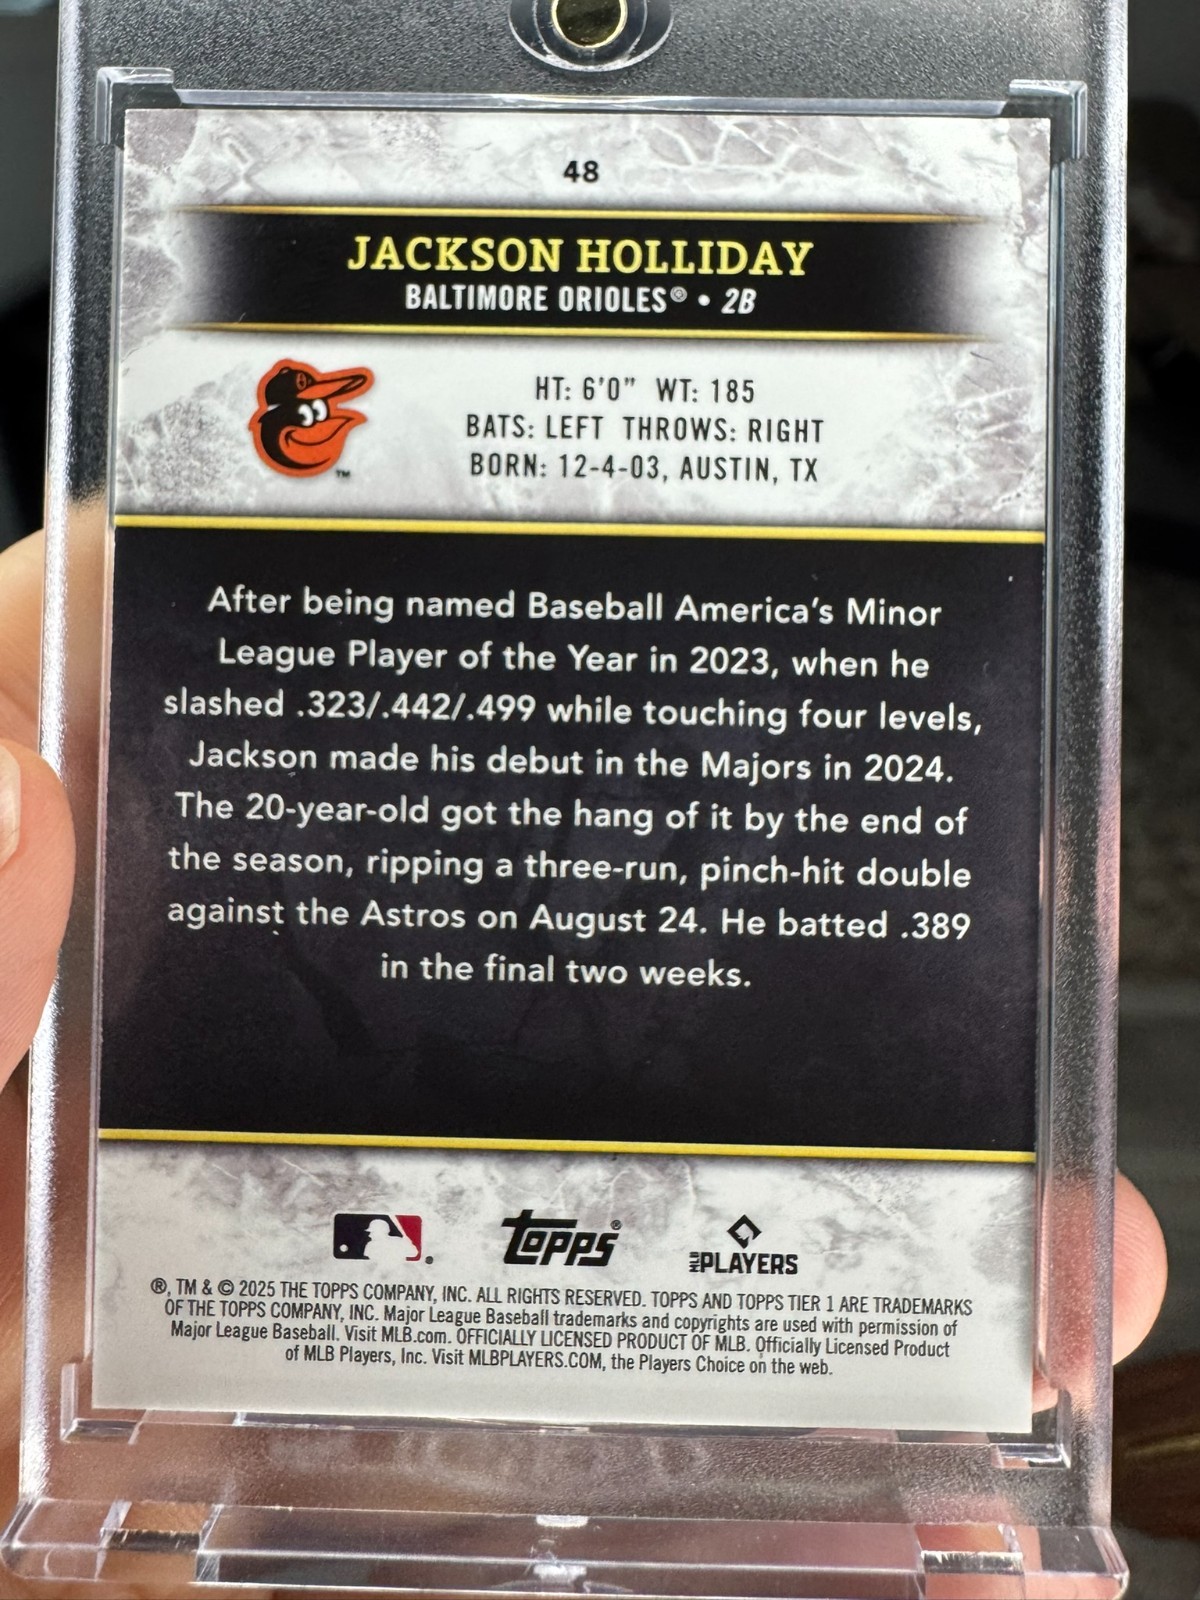 48
JACKSON HOLLIDAY
BALTIMORE ORIOLES® • 2B
HT: 6'0" WT: 185
BATS: LEFT THROWS: RIGHT
BORN: 12-4-03, AUSTIN, TX
TM
After being named Baseball America's Minor
League Player of the Year in 2023, when he
slashed .323/.442/.499 while touching four levels,
Jackson made his debut in the Majors in 2024.
The 20-year-old got the hang of it by the end of
the season, ripping a three-run, pinch-hit double
against the Astros on August 24. He batted .389
in the final two weeks.
Topps®
MLB PLAYERS
®, TM & © 2025 THE TOPPS COMPANY, INC. ALL RIGHTS RESERVED. TOPPS AND TOPPS TIER 1 ARE TRADEMARKS
OF THE TOPPS COMPANY, INC. Major League Baseball trademarks and copyrights are used with permission of
Major League Baseball. Visit MLB.com. OFFICIALLY LICENSED PRODUCT OF MLB. Officially Licensed Product
of MLB Players, Inc. Visit MLBPLAYERS.COM, the Players Choice on the web.